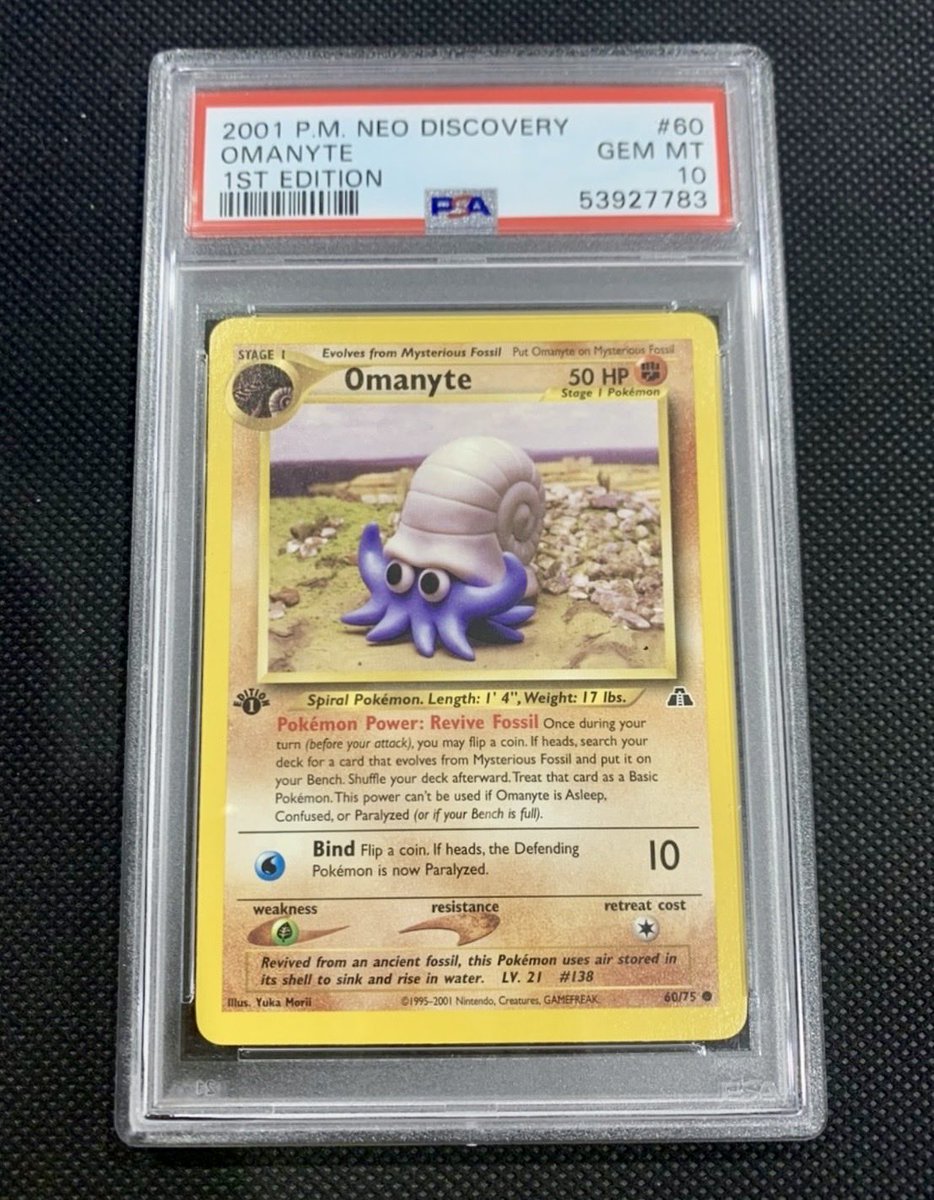 2001 P.M. NEO DISCOVERY #60
OMANYTE GEM MT
1ST EDITION 10
PSA 53927783
STAGE 1 Evolves from Mysterious Fossil Put Omanyte on Mysterious Fossil
Omanyte 50 HP
Stage 1 Pokémon
EDITION
1
Spiral Pokémon. Length: 1' 4", Weight: 17 lbs.
Pokémon Power: Revive Fossil Once during your
turn (before your attack), you may flip a coin. If heads, search your
deck for a card that evolves from Mysterious Fossil and put it on
your Bench. Shuffle your deck afterward. Treat that card as a Basic
Pokémon. This power can't be used if Omanyte is Asleep,
Confused, or Paralyzed (or if your Bench is full).
Bind Flip a coin. If heads, the Defending 10
Pokémon is now Paralyzed.
weakness resistance retreat cost
Revived from an ancient fossil, this Pokémon uses air stored in
its shell to sink and rise in water. LV. 21 #138
Illus. Yuka Morii ©1995-2001 Nintendo, Creatures, GAMEFREAK. 60/75